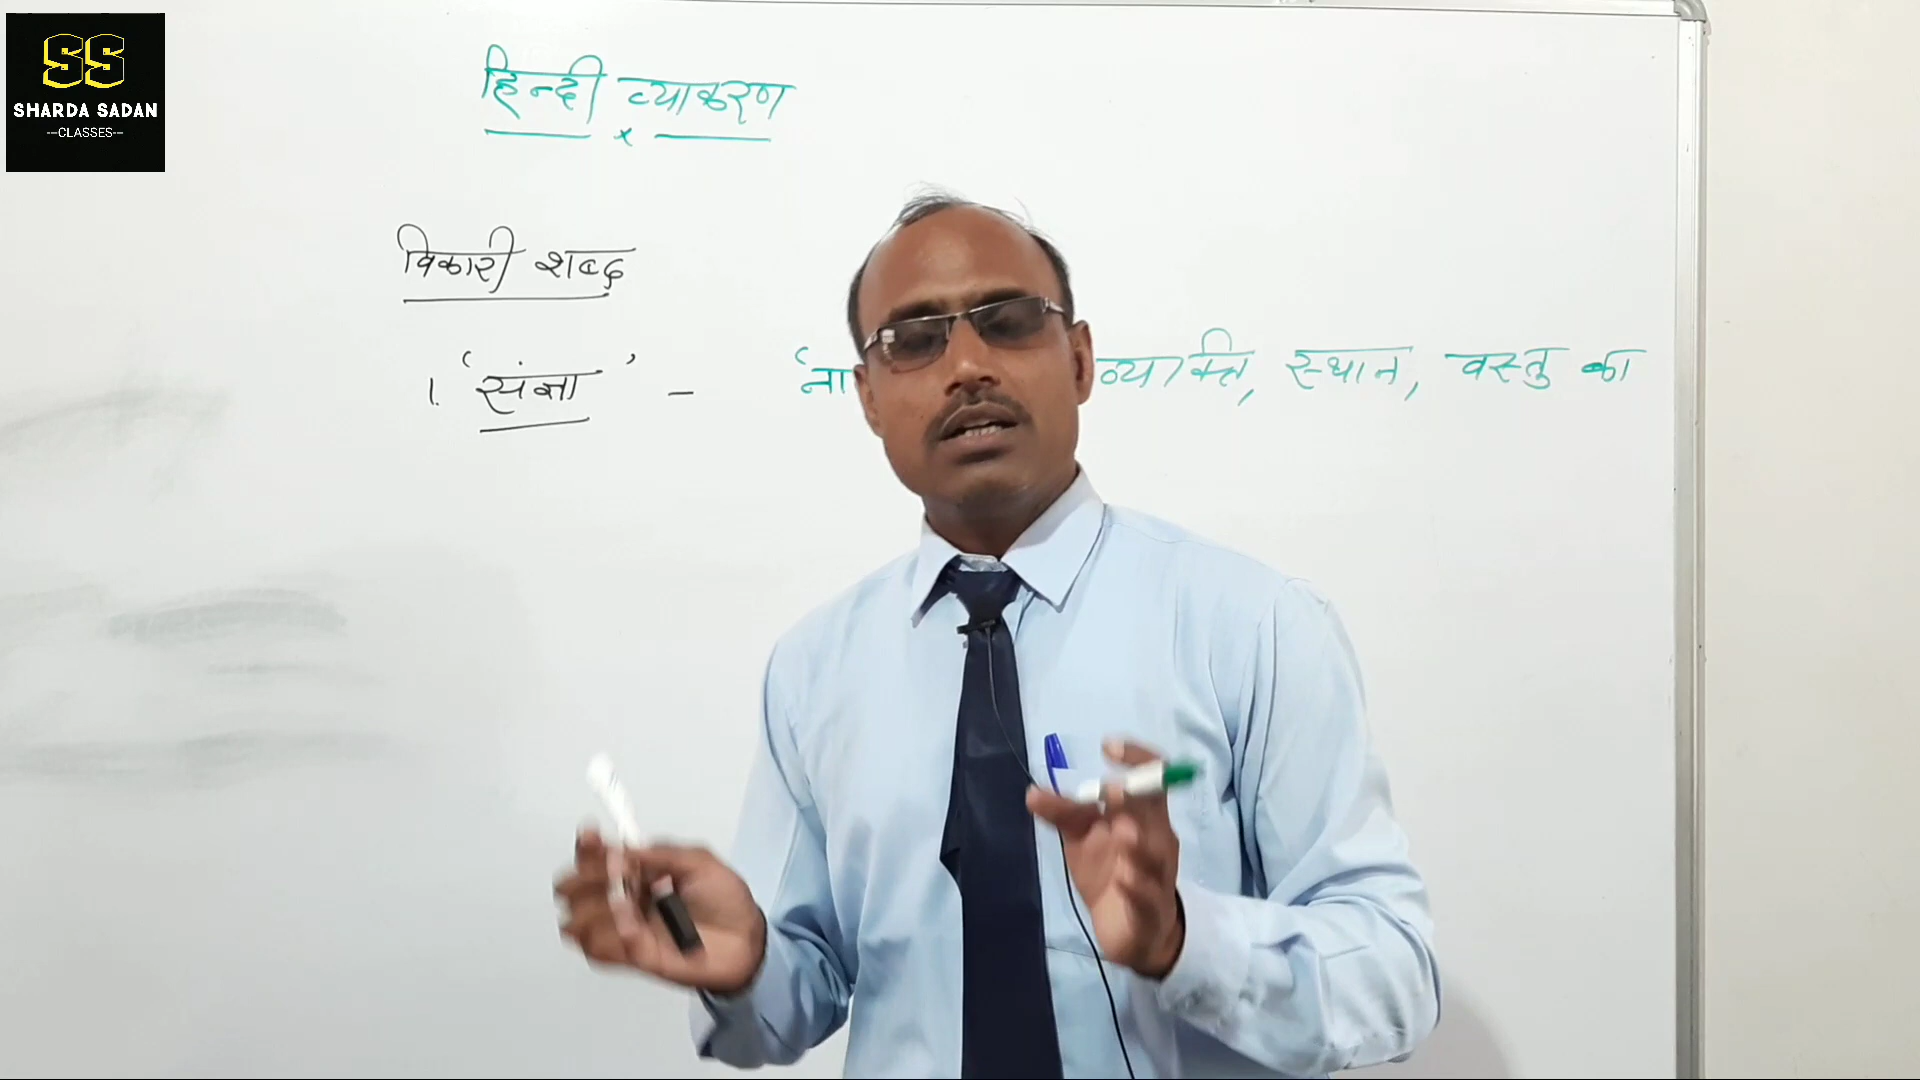 SS
SHARDA SADAN
--CLASSES--
हिन्दी व्याकरण
x
विकारी शब्द
1. 'संज्ञा' - 'ना व्यक्ति, स्थान, वस्तु का